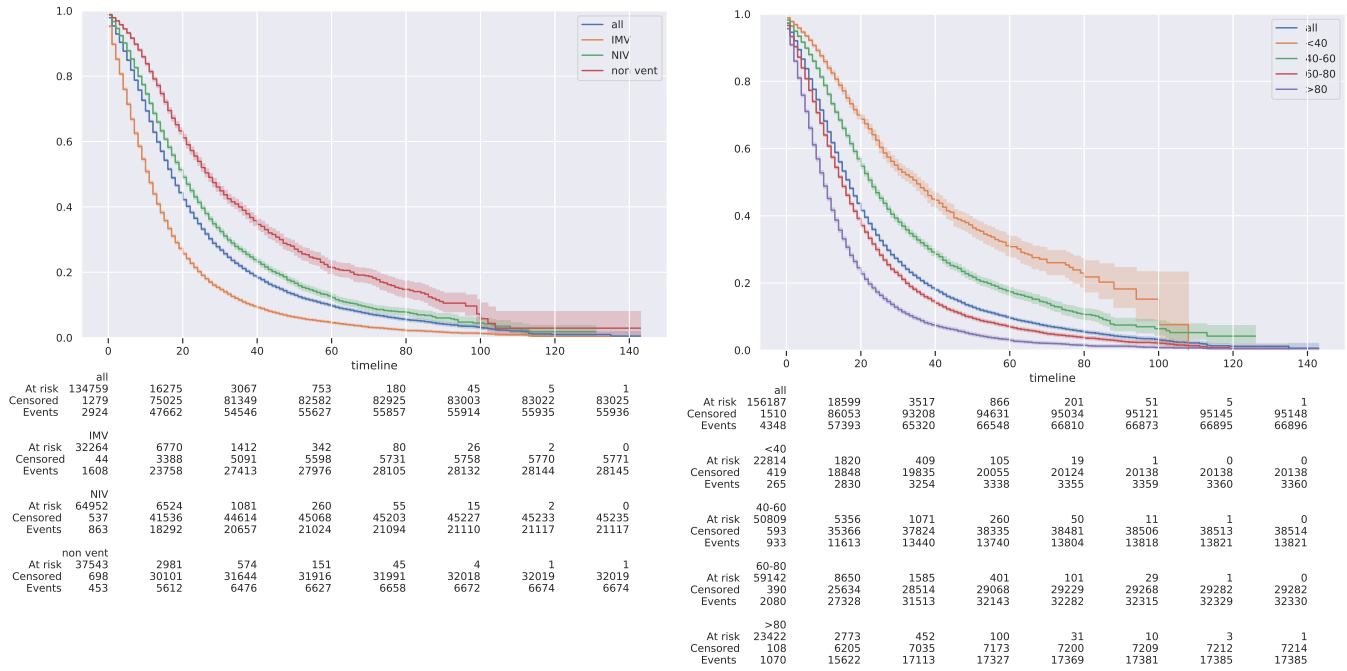 1.0
0.8
0.6
0.4
0.2
0.0
all
IMV
NIV
non vent
0 20 40 60 80 100 120 140
timeline
all
At risk 134759 16275 3067 753 180 45 5 1
Censored 1279 75025 81349 82582 82925 83003 83022 83025
Events 2924 47662 54546 55627 55857 55914 55935 55936
IMV
At risk 32264 6770 1412 342 80 26 2 0
Censored 44 3388 5091 5598 5731 5758 5770 5771
Events 1608 23758 27413 27976 28105 28132 28144 28145
NIV
At risk 64952 6524 1081 260 55 15 2 0
Censored 537 41536 44614 45068 45203 45227 45233 45235
Events 863 18292 20657 21024 21094 21110 21117 21117
non vent
At risk 37543 2981 574 151 45 4 1 1
Censored 698 30101 31644 31916 31991 32018 32019 32019
Events 453 5612 6476 6627 6658 6672 6674 6674
1.0
0.8
0.6
0.4
0.2
0.0
all
<40
40-60
60-80
>80
0 20 40 60 80 100 120 140
timeline
all
At risk 156187 18599 3517 866 201 51 5 1
Censored 1510 86053 93208 94631 95034 95121 95145 95148
Events 4348 57393 65320 66548 66810 66873 66895 66896
<40
At risk 22814 1820 409 105 19 1 0 0
Censored 419 18848 19835 20055 20124 20138 20138 20138
Events 265 2830 3254 3338 3355 3359 3360 3360
40-60
At risk 50809 5356 1071 260 50 11 1 0
Censored 593 35366 37824 38335 38481 38506 38513 38514
Events 933 11613 13440 13740 13804 13818 13821 13821
60-80
At risk 59142 8650 1585 401 101 29 1 0
Censored 390 25634 28514 29068 29229 29268 29282 29282
Events 2080 27328 31513 32143 32282 32315 32329 32330
>80
At risk 23422 2773 452 100 31 10 3 1
Censored 108 6205 7035 7173 7200 7209 7212 7214
Events 1070 15622 17113 17327 17369 17381 17385 17385